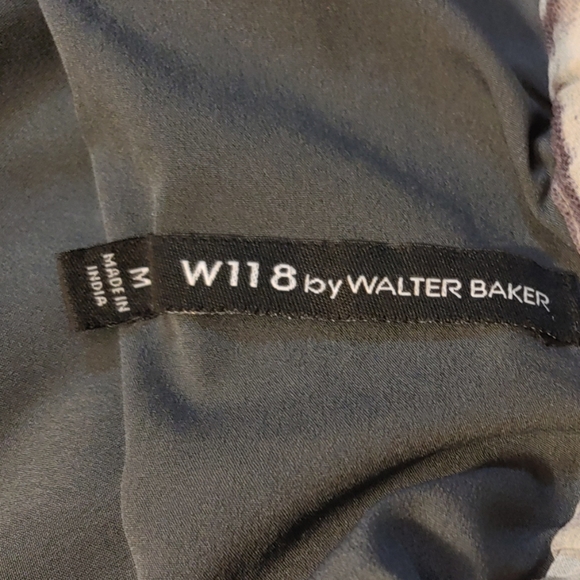 W118 by WALTER BAKER
M
MADE IN
INDIA